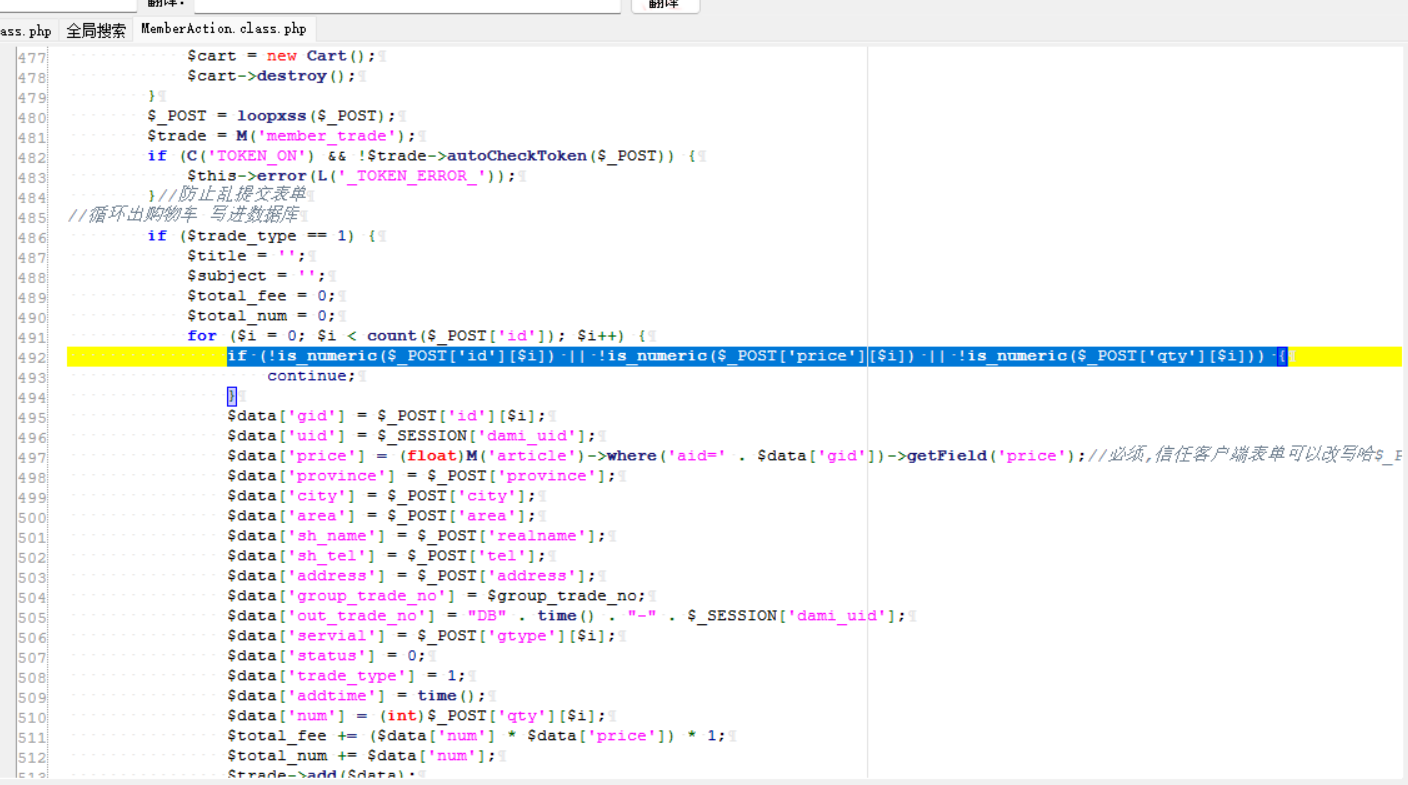 翻译:
翻译
ass.php 全局搜索 MemberAction.class.php
477 $cart = new Cart();
478 $cart->destroy();
479 }
480 $_POST = loopxss($_POST);
481 $trade = M('member_trade');
482 if (C('TOKEN_ON') && !$trade->autoCheckToken($_POST)) {
483 $this->error(L('_TOKEN_ERROR_'));
484 }//防止乱提交表单
485 //循环出购物车 写进数据库
486 if ($trade_type == 1) {
487 $title = '';
488 $subject = '';
489 $total_fee = 0;
490 $total_num = 0;
491 for ($i = 0; $i < count($_POST['id']); $i++) {
492 if (!is_numeric($_POST['id'][$i]) || !is_numeric($_POST['price'][$i]) || !is_numeric($_POST['qty'][$i])) {
493 continue;
494 }
495 $data['gid'] = $_POST['id'][$i];
496 $data['uid'] = $_SESSION['dami_uid'];
497 $data['price'] = (float)M('article')->where('aid=' . $data['gid'])->getField('price');//必须,信任客户端表单可以改写哈$_P
498 $data['province'] = $_POST['province'];
499 $data['city'] = $_POST['city'];
500 $data['area'] = $_POST['area'];
501 $data['sh_name'] = $_POST['realname'];
502 $data['sh_tel'] = $_POST['tel'];
503 $data['address'] = $_POST['address'];
504 $data['group_trade_no'] = $group_trade_no;
505 $data['out_trade_no'] = "DB" . time() . "-" . $_SESSION['dami_uid'];
506 $data['servial'] = $_POST['gtype'][$i];
507 $data['status'] = 0;
508 $data['trade_type'] = 1;
509 $data['addtime'] = time();
510 $data['num'] = (int)$_POST['qty'][$i];
511 $total_fee += ($data['num'] * $data['price']) * 1;
512 $total_num += $data['num'];
513 $trade->add($data);